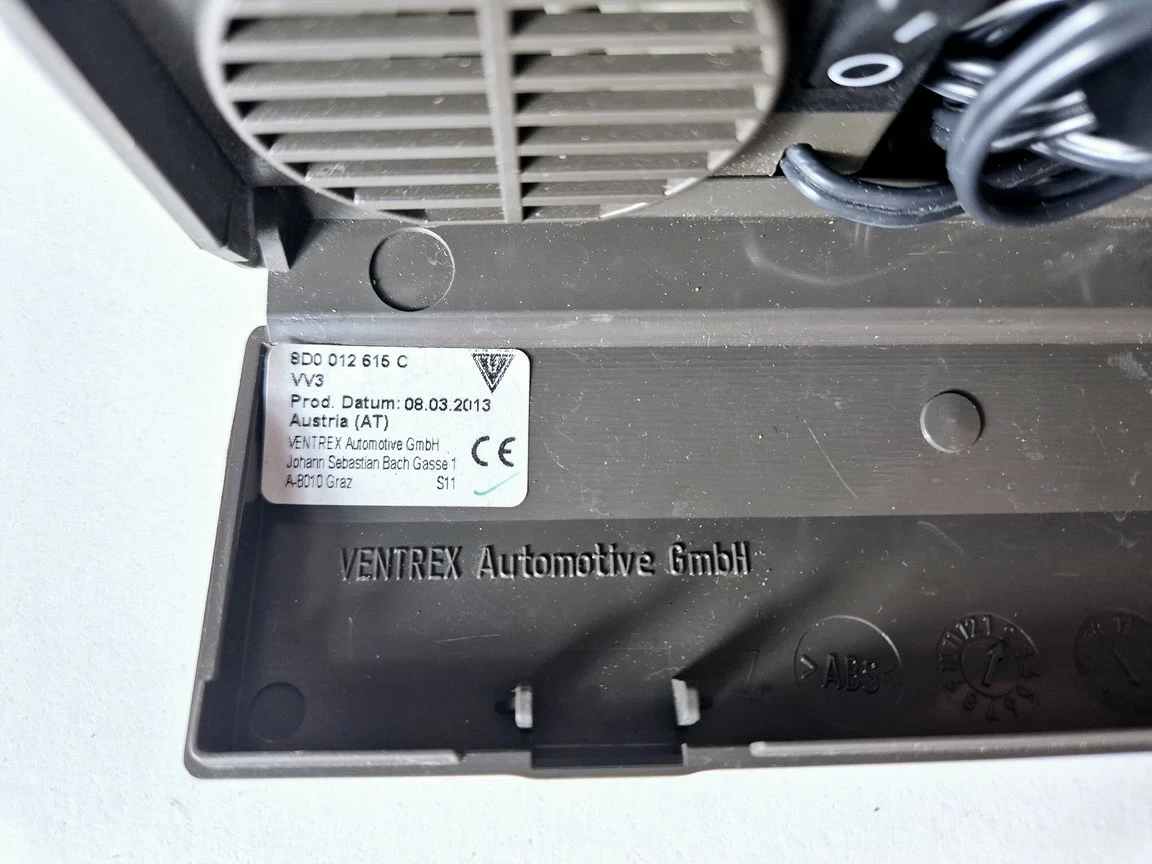 O
8D0 012 615 C
VV3
Prod. Datum: 08.03.2013
Austria (AT)
VENTREX Automotive GmbH
Johann Sebastian Bach Gasse 1
A-8010 Graz S11
CE
VENTREX Automotive GmbH
>ABS<